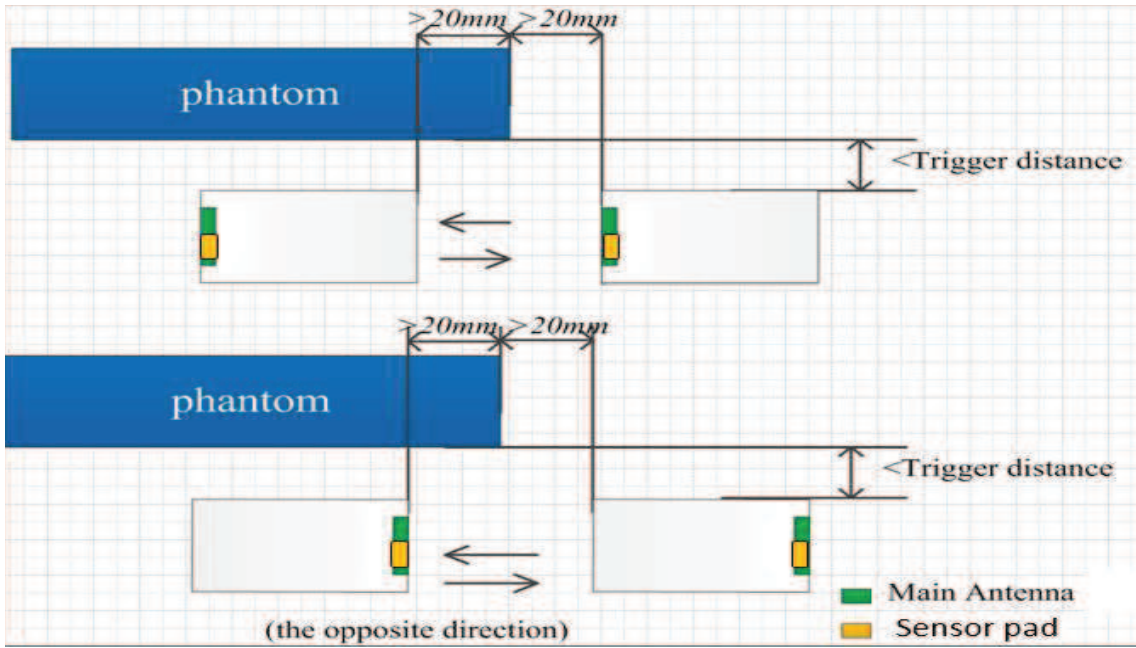 >20mm >20mm
phantom
<Trigger distance
>20mm >20mm
phantom
<Trigger distance
Main Antenna
(the opposite direction)
Sensor pad